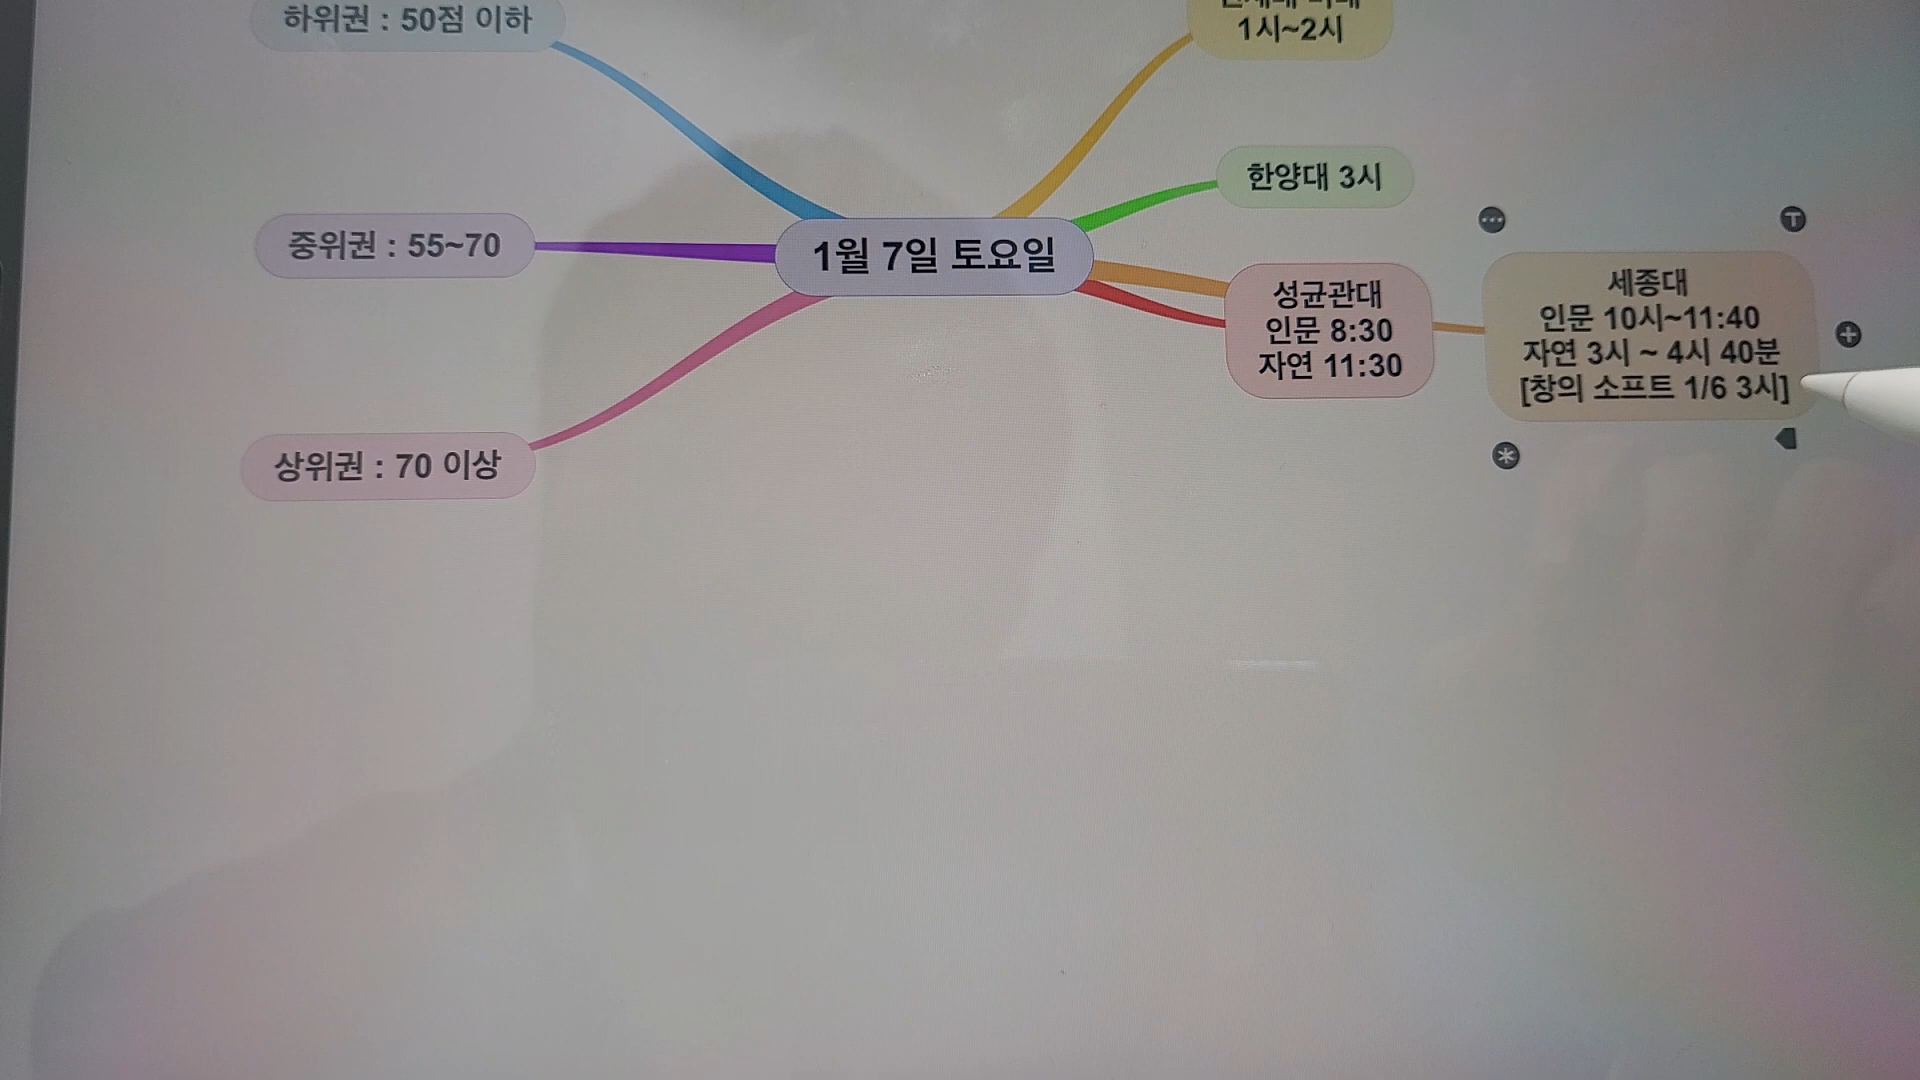 하위권 : 50점 이하
중위권 : 55~70
상위권 : 70 이상
1월 7일 토요일
1시~2시
한양대 3시
성균관대
인문 8:30
자연 11:30
세종대
인문 10시~11:40
자연 3시 ~ 4시 40분
[창의 소프트 1/6 3시]